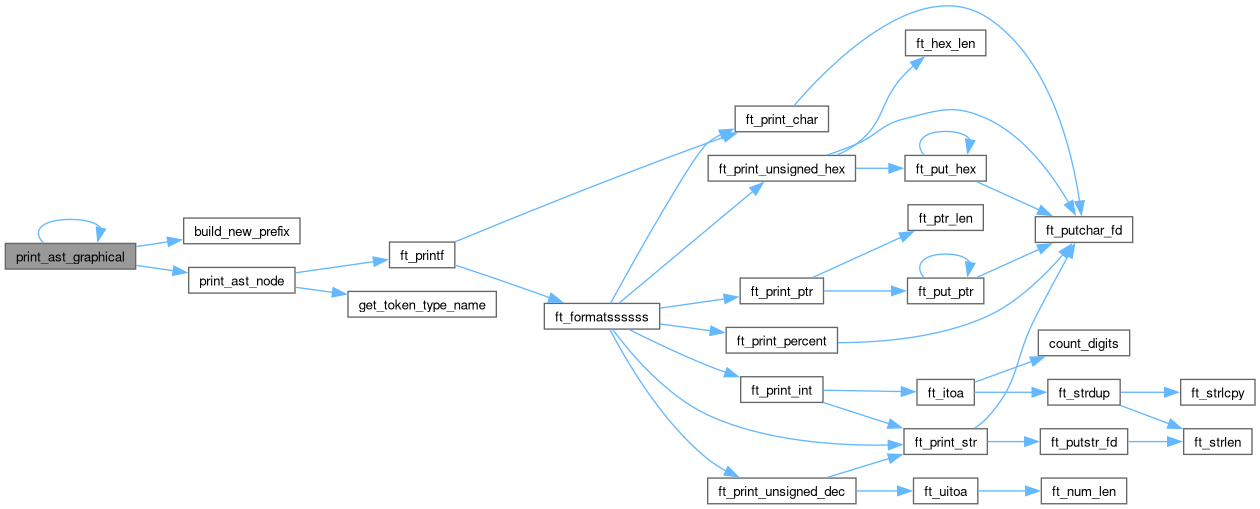 print_ast_graphical
build_new_prefix
print_ast_node
ft_printf
get_token_type_name
ft_formatssssss
ft_print_char
ft_print_unsigned_hex
ft_print_ptr
ft_print_percent
ft_print_int
ft_print_unsigned_dec
ft_hex_len
ft_put_hex
ft_ptr_len
ft_put_ptr
ft_itoa
ft_print_str
ft_uitoa
ft_putchar_fd
count_digits
ft_strdup
ft_putstr_fd
ft_num_len
ft_strlcpy
ft_strlen